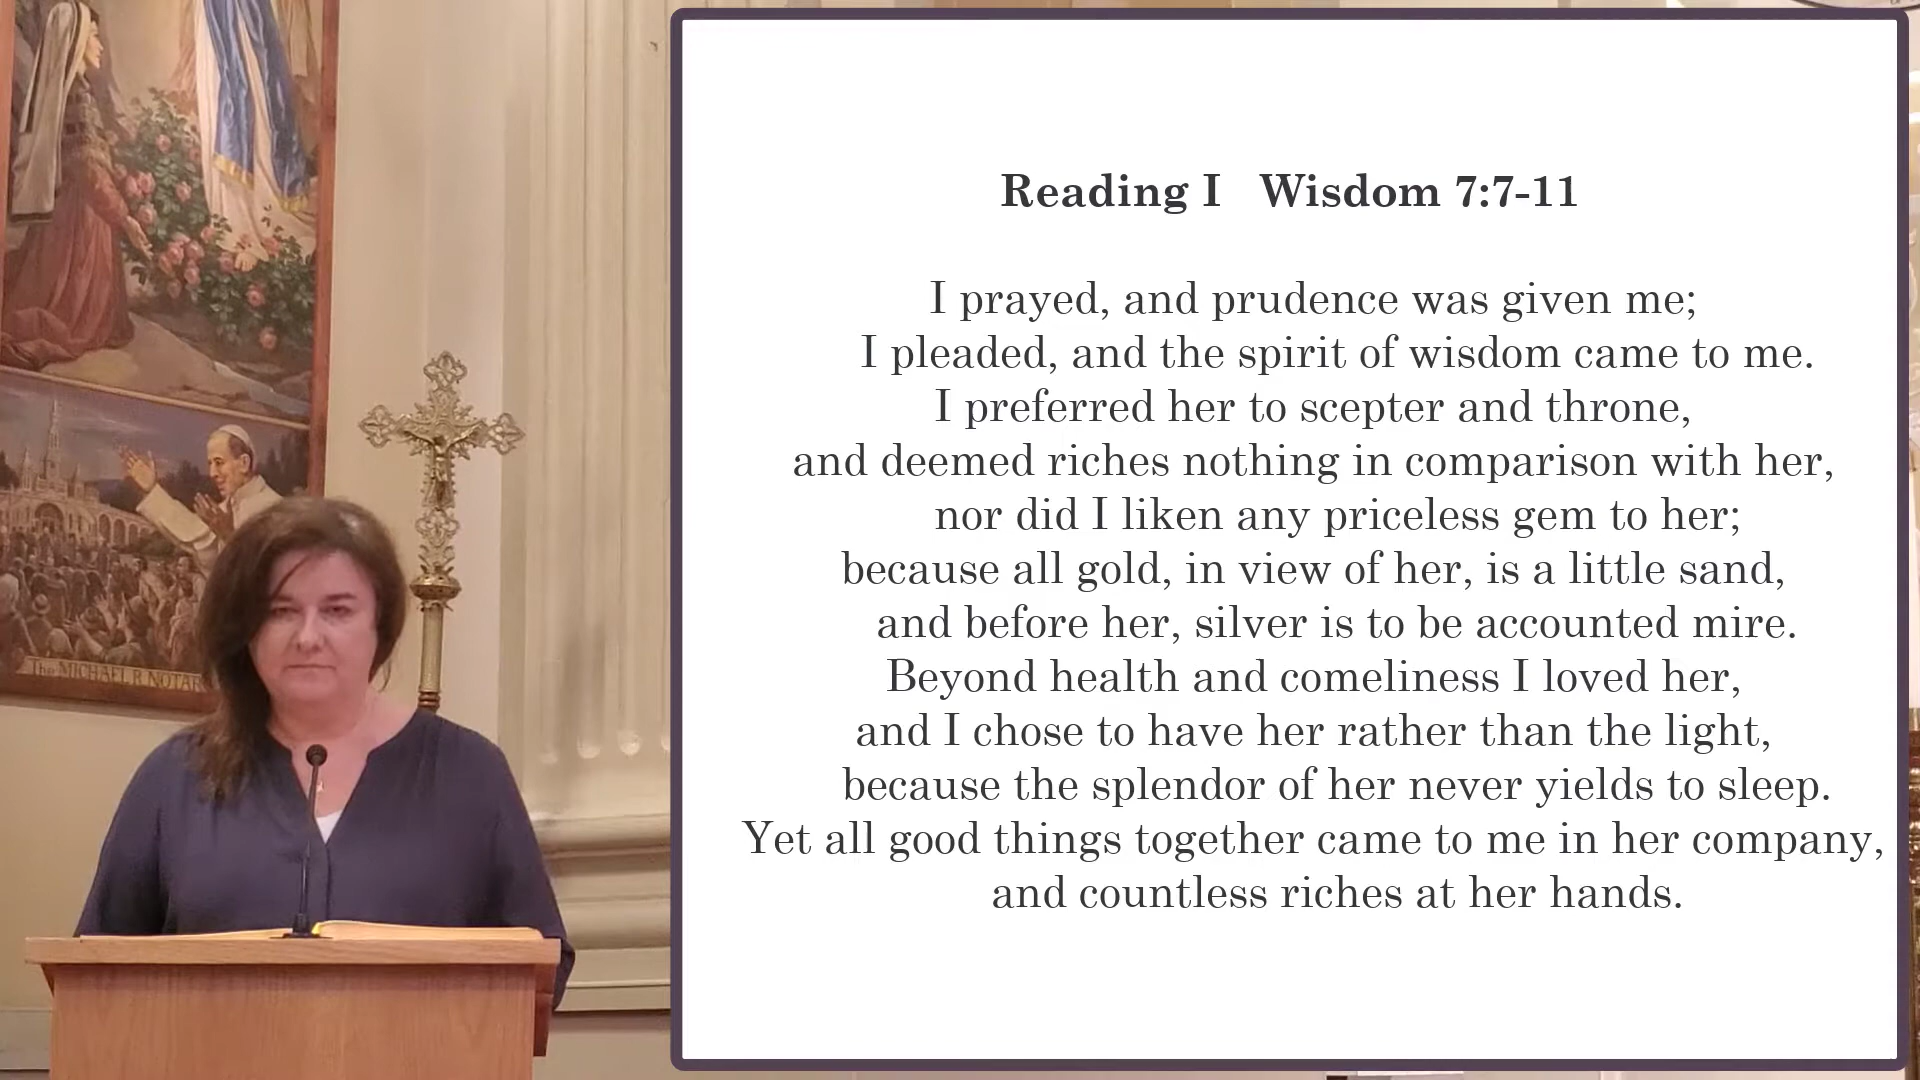 Reading I Wisdom 7:7-11
I prayed, and prudence was given me;
I pleaded, and the spirit of wisdom came to me.
I preferred her to scepter and throne,
and deemed riches nothing in comparison with her,
nor did I liken any priceless gem to her;
because all gold, in view of her, is a little sand,
and before her, silver is to be accounted mire.
Beyond health and comeliness I loved her,
and I chose to have her rather than the light,
because the splendor of her never yields to sleep.
Yet all good things together came to me in her company,
and countless riches at her hands.
The MICHAEL R NOTAR